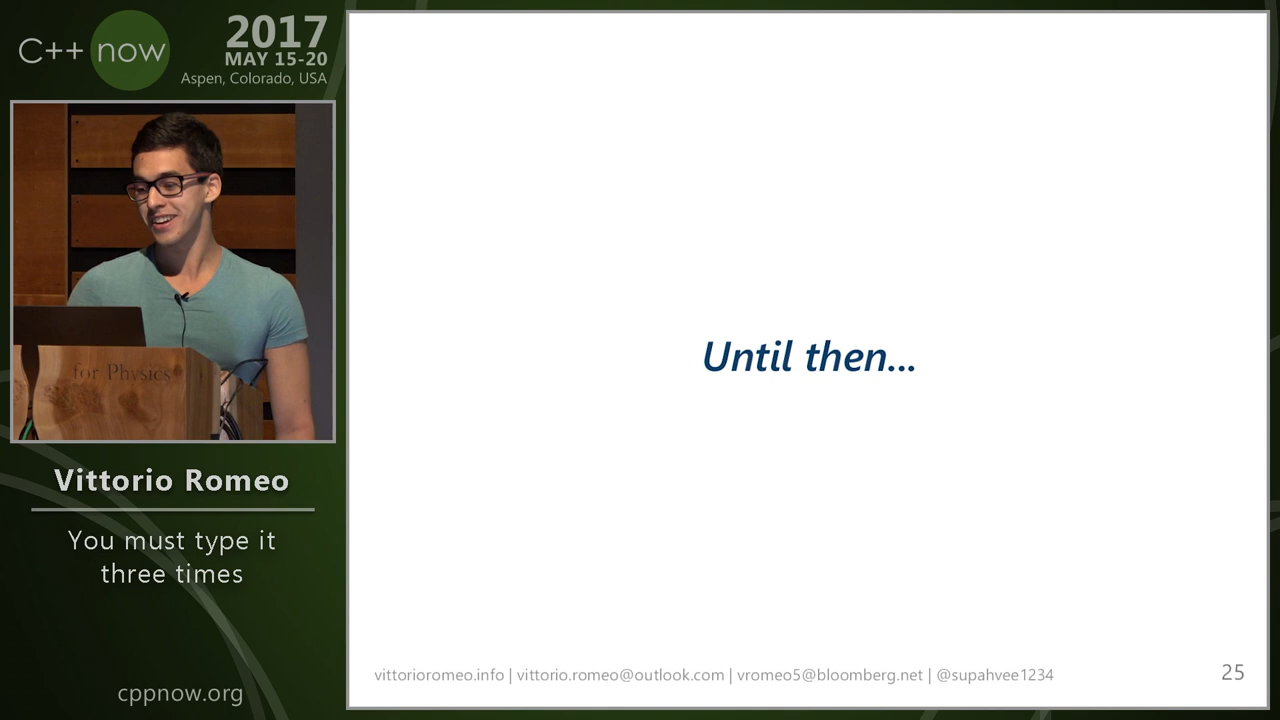 C++ now
2017
MAY 15-20
Aspen, Colorado, USA
for Physics
Vittorio Romeo
You must type it
three times
cppnow.org
Until then...
vittorioromeo.info | vittorio.romeo@outlook.com | vromeo5@bloomberg.net | @supahvee1234
25